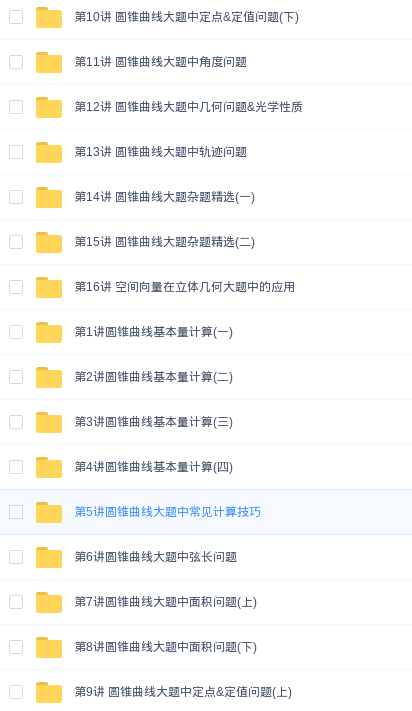 第10讲 圆锥曲线大题中定点&定值问题(下)
第11讲 圆锥曲线大题中角度问题
第12讲 圆锥曲线大题中几何问题&光学性质
第13讲 圆锥曲线大题中轨迹问题
第14讲 圆锥曲线大题杂题精选(一)
第15讲 圆锥曲线大题杂题精选(二)
第16讲 空间向量在立体几何大题中的应用
第1讲圆锥曲线基本量计算(一)
第2讲圆锥曲线基本量计算(二)
第3讲圆锥曲线基本量计算(三)
第4讲圆锥曲线基本量计算(四)
第5讲圆锥曲线大题中常见计算技巧
第6讲圆锥曲线大题中弦长问题
第7讲圆锥曲线大题中面积问题(上)
第8讲圆锥曲线大题中面积问题(下)
第9讲 圆锥曲线大题中定点&定值问题(上)